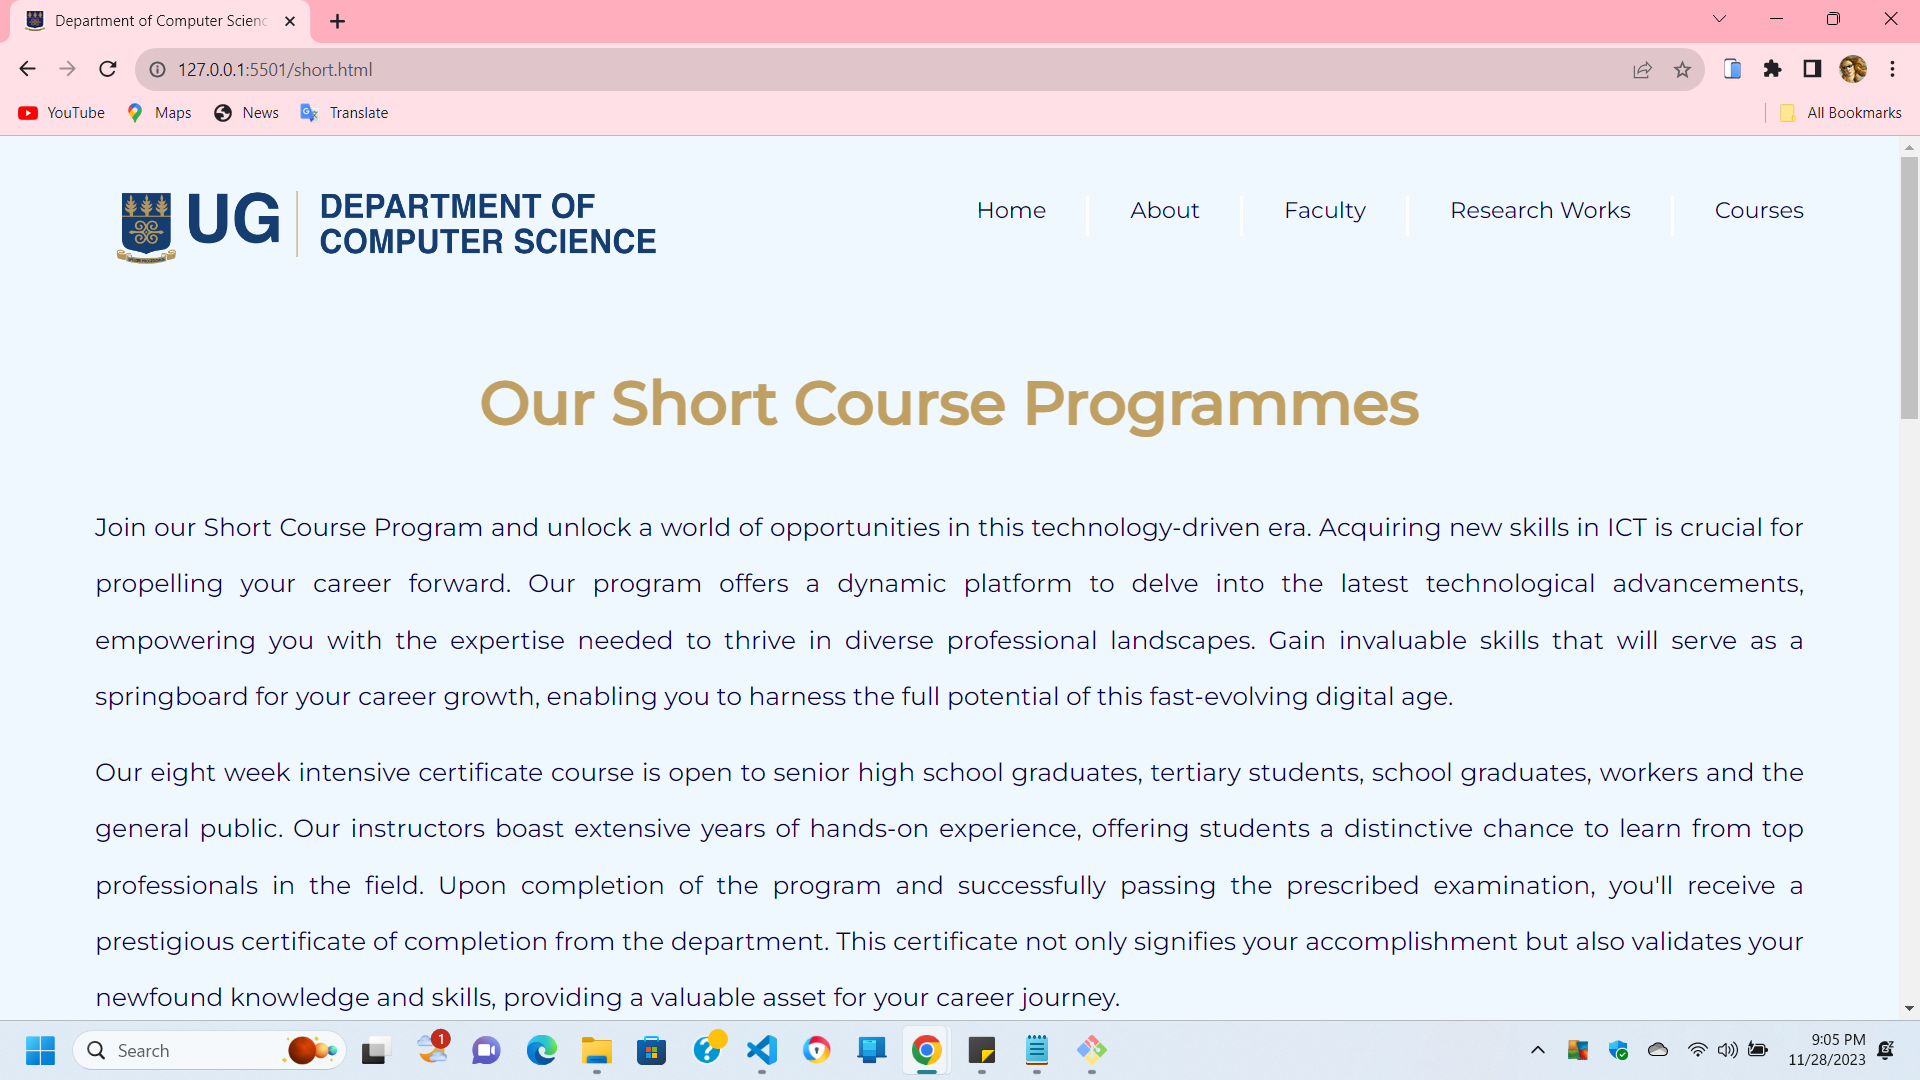 Department of Computer Scienc
127.0.0.1:5501/short.html
YouTube
Maps
News
Translate
All Bookmarks
UG
DEPARTMENT OF
COMPUTER SCIENCE
Home
About
Faculty
Research Works
Courses
Our Short Course Programmes
Join our Short Course Program and unlock a world of opportunities in this technology-driven era. Acquiring new skills in ICT is crucial for
propelling your career forward. Our program offers a dynamic platform to delve into the latest technological advancements,
empowering you with the expertise needed to thrive in diverse professional landscapes. Gain invaluable skills that will serve as a
springboard for your career growth, enabling you to harness the full potential of this fast-evolving digital age.
Our eight week intensive certificate course is open to senior high school graduates, tertiary students, school graduates, workers and the
general public. Our instructors boast extensive years of hands-on experience, offering students a distinctive chance to learn from top
professionals in the field. Upon completion of the program and successfully passing the prescribed examination, you'll receive a
prestigious certificate of completion from the department. This certificate not only signifies your accomplishment but also validates your
newfound knowledge and skills, providing a valuable asset for your career journey.
Search
1
9:05 PM
11/28/2023